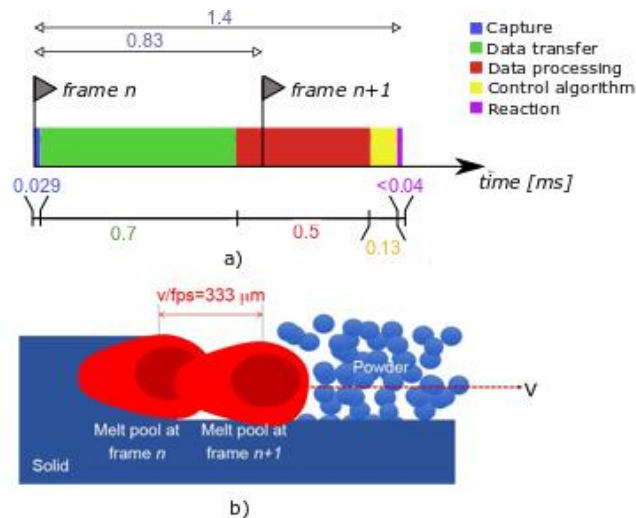 1.4
0.83
Capture
Data transfer
Data processing
Control algorithm
Reaction
frame n
frame n+1
time [ms]
0.029
<0.04
0.7
0.5
0.13
a)
v/fps=333 μm
Powder
V
Melt pool at
frame n
Melt pool at
frame n+1
Solid
b)